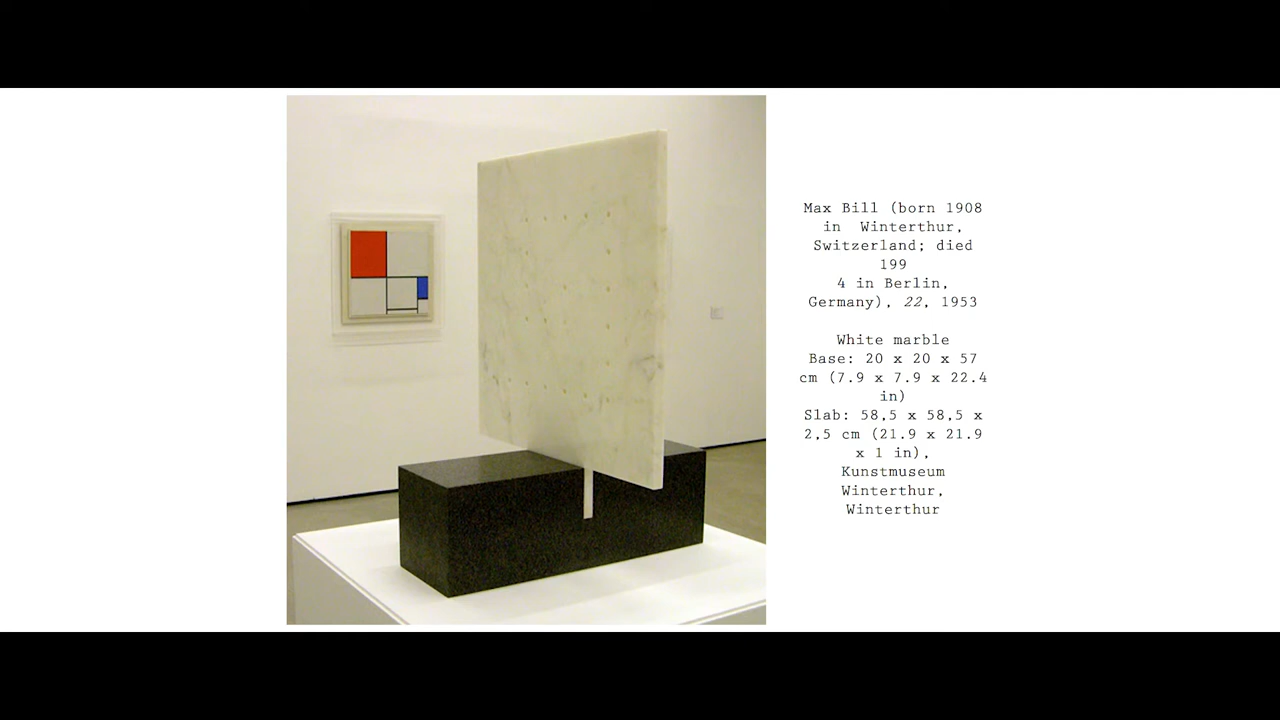 Max Bill (born 1908
in Winterthur,
Switzerland; died
199
4 in Berlin,
Germany), 22, 1953
White marble
Base: 20 x 20 x 57
cm (7.9 x 7.9 x 22.4
in)
Slab: 58,5 x 58,5 x
2,5 cm (21.9 x 21.9
x 1 in),
Kunstmuseum
Winterthur,
Winterthur